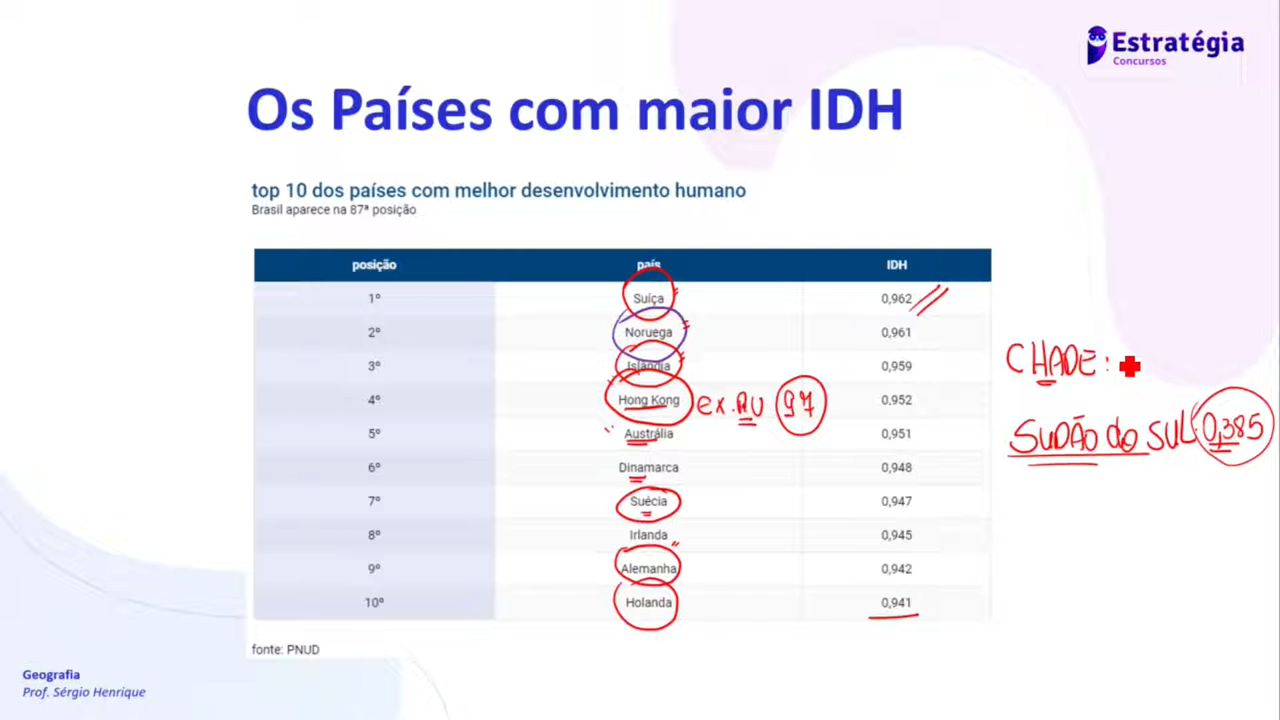 Estratégia
Concursos
Os Países com maior IDH
top 10 dos países com melhor desenvolvimento humano
Brasil aparece na 87ª posição
posição país IDH
1º Suíça 0,962
2º Noruega 0,961
3º Islândia 0,959
CHADE:
4º Hong Kong ex. RU 97 0,952
5º Austrália 0,951
SUDÃO do SUL: 0,385
6º Dinamarca 0,948
7º Suécia 0,947
8º Irlanda 0,945
9º Alemanha 0,942
10º Holanda 0,941
fonte: PNUD
Geografia
Prof. Sérgio Henrique